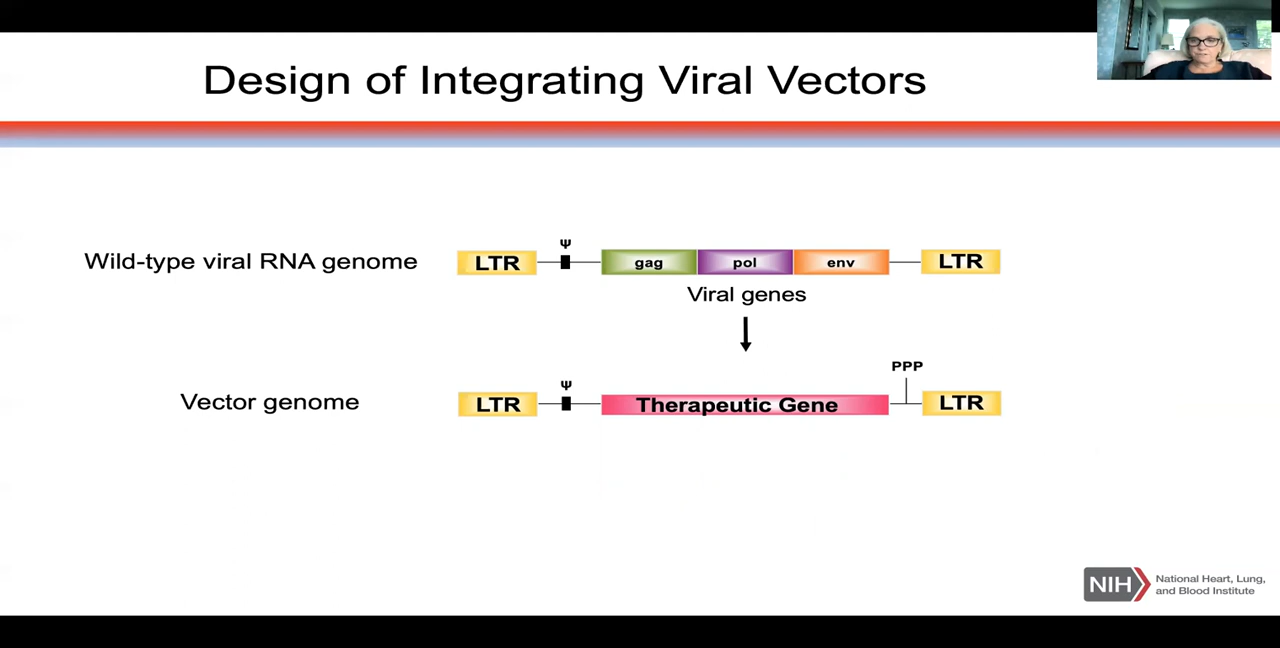 Design of Integrating Viral Vectors
Ψ
Wild-type viral RNA genome LTR gag pol env LTR
Viral genes
PPP
Ψ
Vector genome LTR Therapeutic Gene LTR
NIH National Heart, Lung,
and Blood Institute